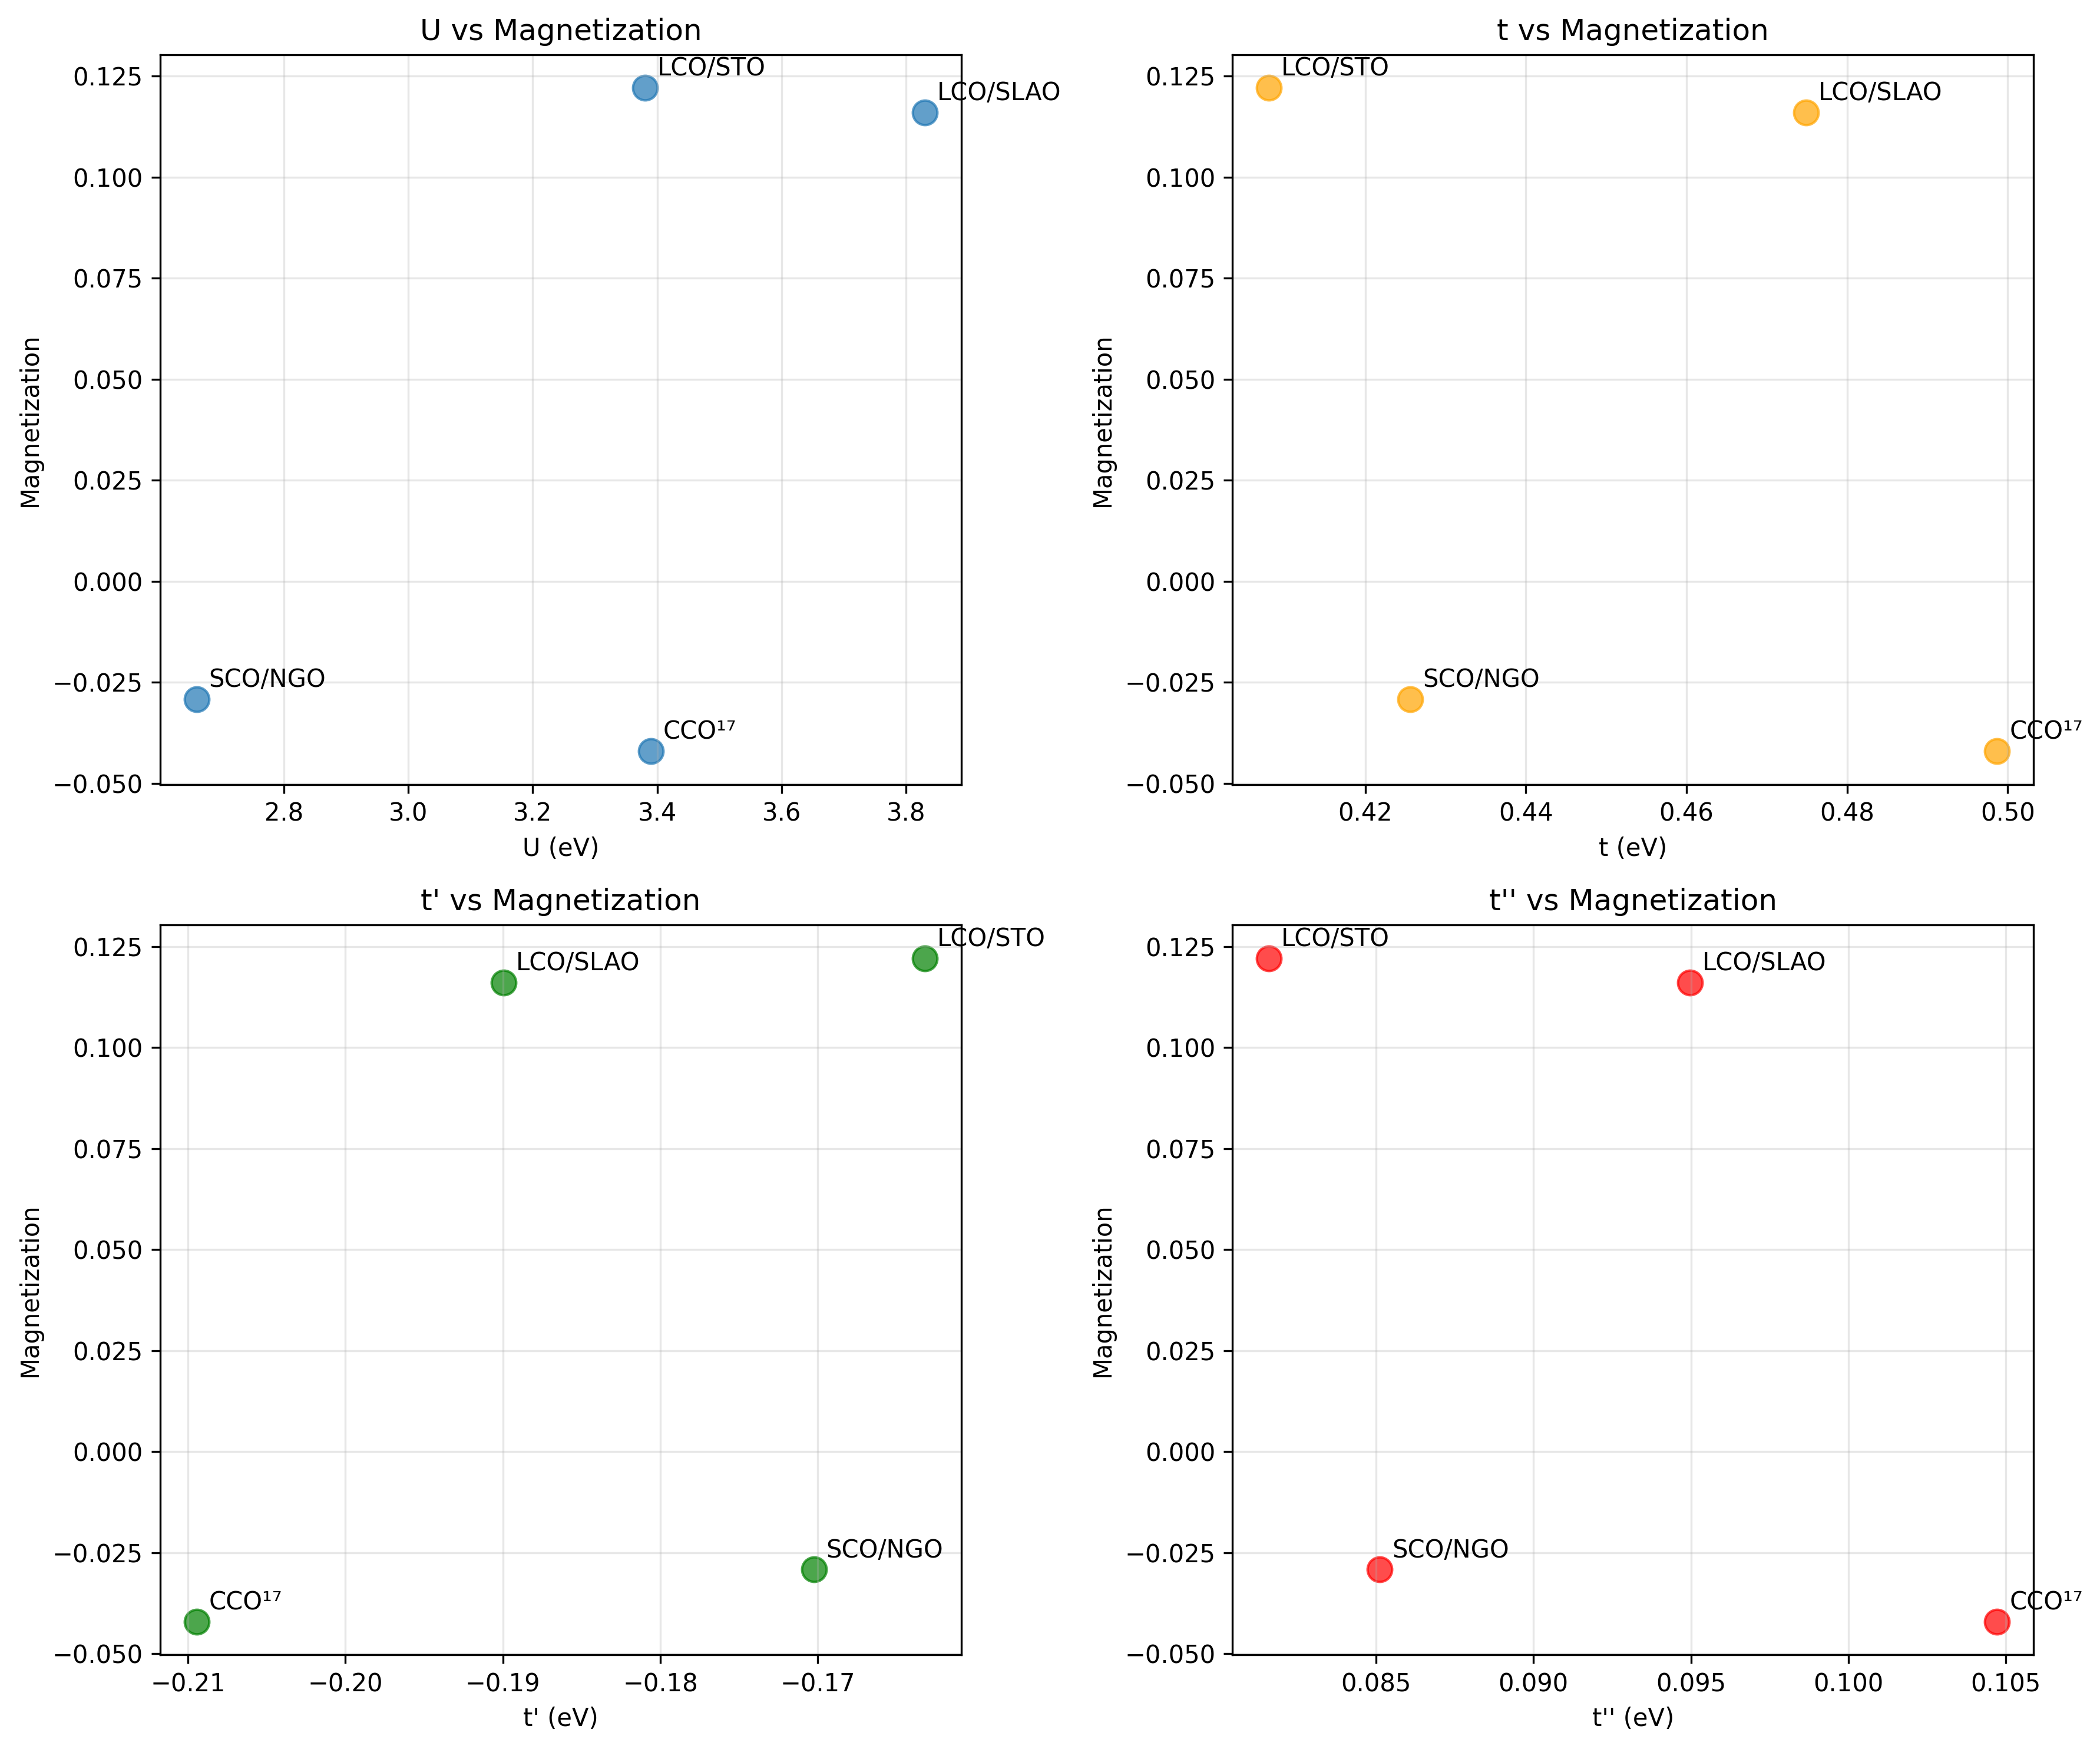 U vs Magnetization
Magnetization
0.125
0.100
0.075
0.050
0.025
0.000
−0.025
−0.050
LCO/STO
LCO/SLAO
SCO/NGO
CCO¹⁷
2.8 3.0 3.2 3.4 3.6 3.8
U (eV)
t vs Magnetization
Magnetization
0.125
0.100
0.075
0.050
0.025
0.000
−0.025
−0.050
LCO/STO
LCO/SLAO
SCO/NGO
CCO¹⁷
0.42 0.44 0.46 0.48 0.50
t (eV)
t' vs Magnetization
Magnetization
0.125
0.100
0.075
0.050
0.025
0.000
−0.025
−0.050
LCO/STO
LCO/SLAO
SCO/NGO
CCO¹⁷
−0.21 −0.20 −0.19 −0.18 −0.17
t' (eV)
t'' vs Magnetization
Magnetization
0.125
0.100
0.075
0.050
0.025
0.000
−0.025
−0.050
LCO/STO
LCO/SLAO
SCO/NGO
CCO¹⁷
0.085 0.090 0.095 0.100 0.105
t'' (eV)